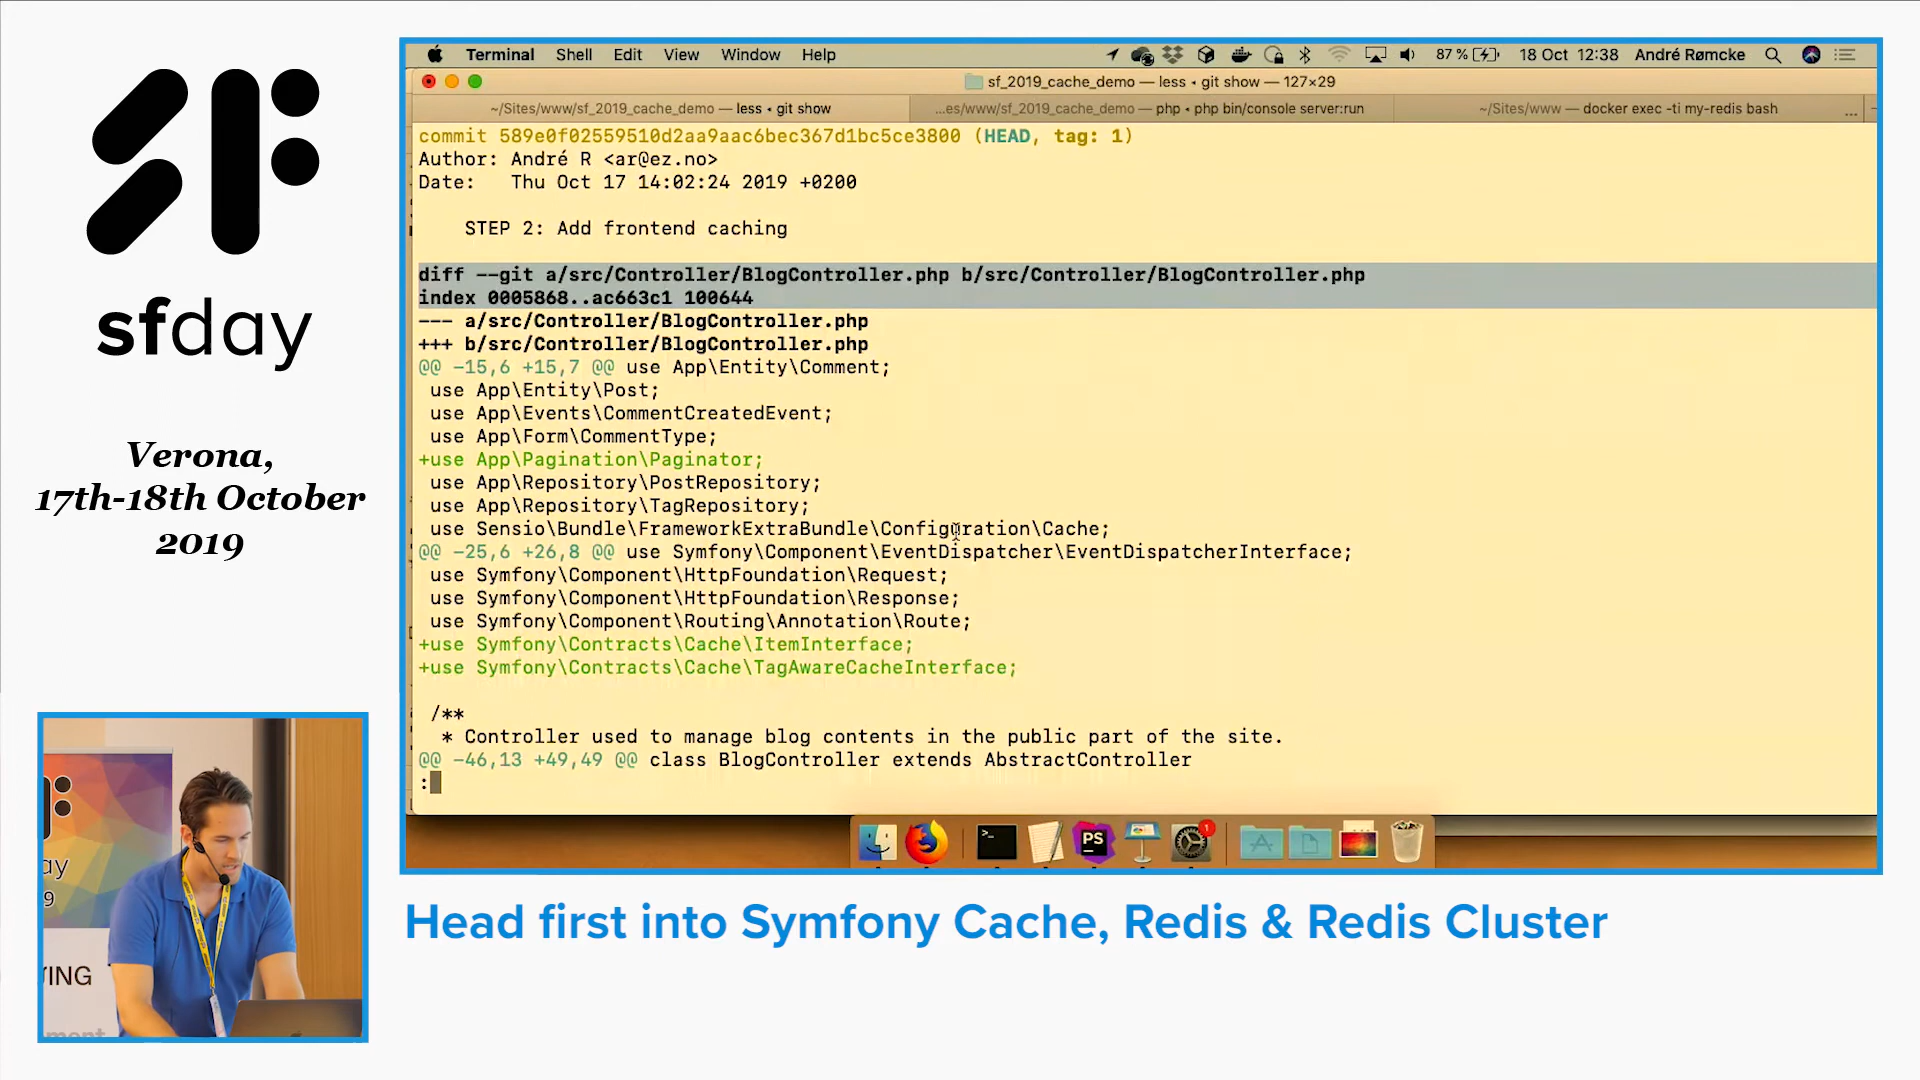 sfday
Verona,
17th-18th October
2019
Terminal Shell Edit View Window Help 87 % 18 Oct 12:38 André Rømcke
sf_2019_cache_demo — less • git show — 127×29
~/Sites/www/sf_2019_cache_demo — less • git show
...es/www/sf_2019_cache_demo — php • php bin/console server:run
~/Sites/www — docker exec -ti my-redis bash
...
commit 589e0f02559510d2aa9aac6bec367d1bc5ce3800 (HEAD, tag: 1)
Author: André R <ar@ez.no>
Date:   Thu Oct 17 14:02:24 2019 +0200
    STEP 2: Add frontend caching
diff --git a/src/Controller/BlogController.php b/src/Controller/BlogController.php
index 0005868..ac663c1 100644
--- a/src/Controller/BlogController.php
+++ b/src/Controller/BlogController.php
@@ -15,6 +15,7 @@ use App\Entity\Comment;
 use App\Entity\Post;
 use App\Events\CommentCreatedEvent;
 use App\Form\CommentType;
+use App\Pagination\Paginator;
 use App\Repository\PostRepository;
 use App\Repository\TagRepository;
 use Sensio\Bundle\FrameworkExtraBundle\Configuration\Cache;
@@ -25,6 +26,8 @@ use Symfony\Component\EventDispatcher\EventDispatcherInterface;
 use Symfony\Component\HttpFoundation\Request;
 use Symfony\Component\HttpFoundation\Response;
 use Symfony\Component\Routing\Annotation\Route;
+use Symfony\Contracts\Cache\ItemInterface;
+use Symfony\Contracts\Cache\TagAwareCacheInterface;
 /**
  * Controller used to manage blog contents in the public part of the site.
@@ -46,13 +49,49 @@ class BlogController extends AbstractController
:
PS
1
ay
9
ING
ment
Head first into Symfony Cache, Redis & Redis Cluster